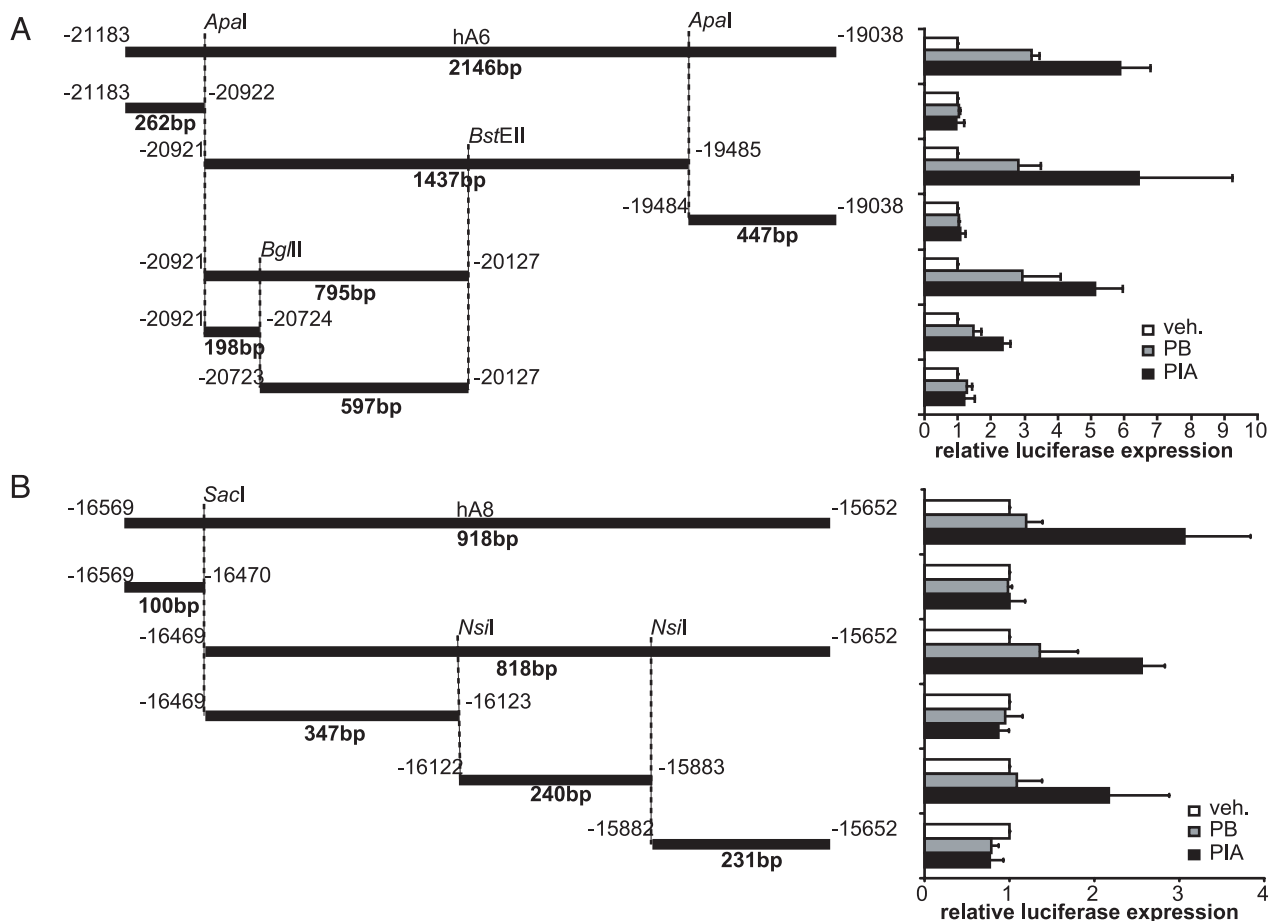 A
ApaI ApaI
-21183 hA6 -19038
2146bp
-21183 -20922
262bp
BstEII
-20921 -19485
1437bp
-19484 -19038
447bp
BglII
-20921 -20127
795bp
-20921 -20724
198bp
-20723 -20127
597bp
veh.
PB
PIA
0 1 2 3 4 5 6 7 8 9 10
relative luciferase expression
B
SacI
-16569 hA8 -15652
918bp
-16569 -16470
100bp
NsiI NsiI
-16469 -15652
818bp
-16469 -16123
347bp
-16122 -15883
240bp
-15882 -15652
231bp
veh.
PB
PIA
0 1 2 3 4
relative luciferase expression